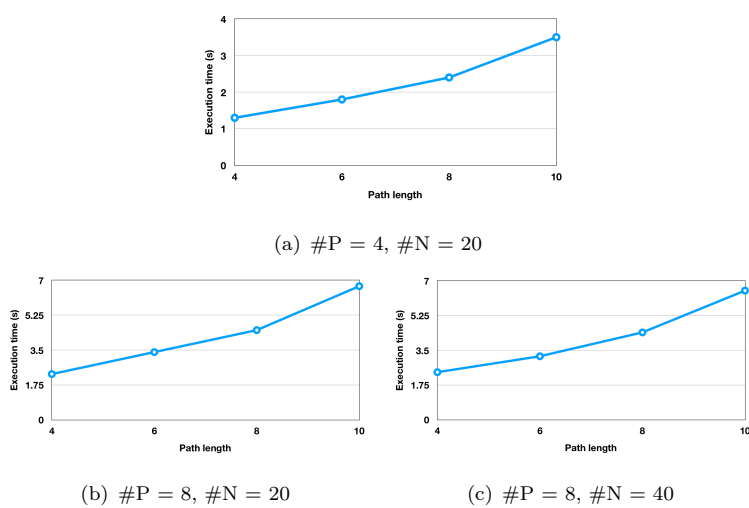 4
3
2
1
0
Execution time (s)
4 6 8 10
Path length
(a) #P = 4, #N = 20
7
5.25
3.5
1.75
0
Execution time (s)
4 6 8 10
Path length
(b) #P = 8, #N = 20
7
5.25
3.5
1.75
0
Execution time (s)
4 6 8 10
Path length
(c) #P = 8, #N = 40